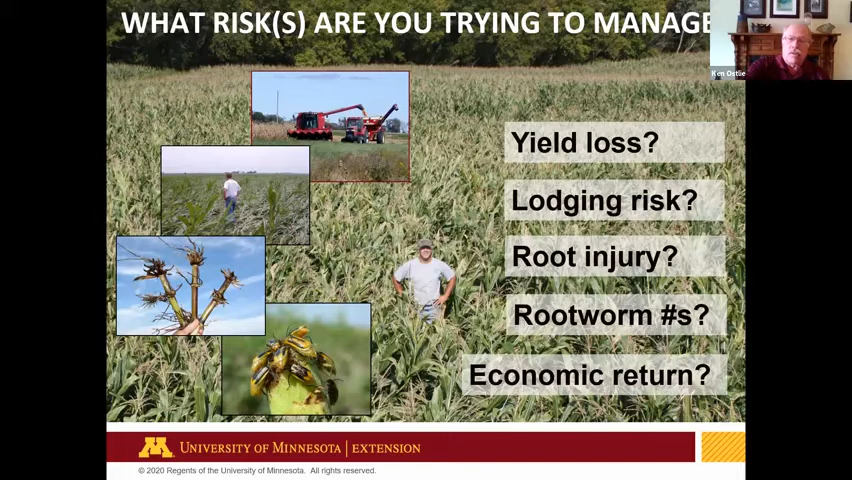 WHAT RISK(S) ARE YOU TRYING TO MANAGE
Ken Ostlie
Yield loss?
Lodging risk?
Root injury?
Rootworm #s?
Economic return?
M UNIVERSITY OF MINNESOTA | EXTENSION
© 2020 Regents of the University of Minnesota. All rights reserved.